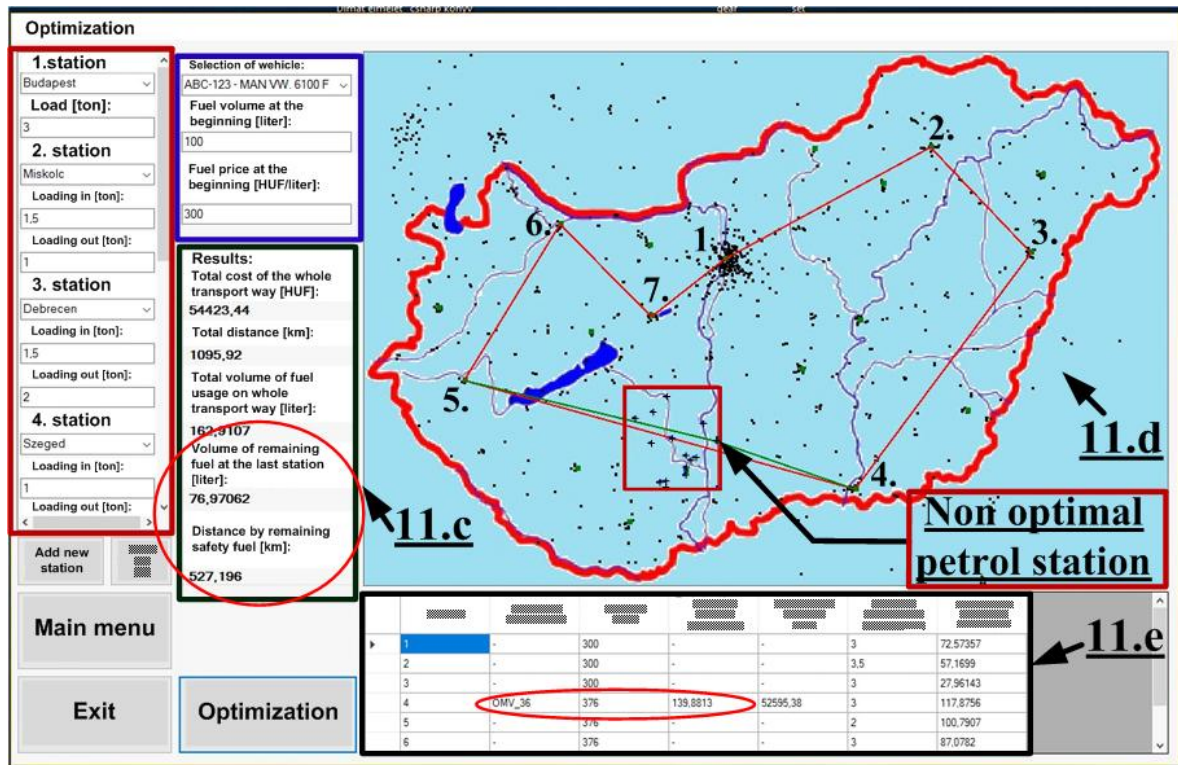 Dimat elmelet csharp konyv
set
Optimization
1.station
Budapest
Load [ton]:
3
2. station
Miskolc
Loading in [ton]:
1,5
Loading out [ton]:
1
3. station
Debrecen
Loading in [ton]:
1,5
Loading out [ton]:
2
4. station
Szeged
Loading in [ton]:
1
Loading out [ton]:
Add new
station
Main menu
Exit
Selection of wehicle:
ABC-123 - MAN VW. 6100 F
Fuel volume at the
beginning [liter]:
100
Fuel price at the
beginning [HUF/liter]:
300
Results:
Total cost of the whole
transport way [HUF]:
54423,44
Total distance [km]:
1095,92
Total volume of fuel
usage on whole
transport way [liter]:
162,9107
Volume of remaining
fuel at the last station
[liter]:
76,97062
Distance by remaining
safety fuel [km]:
527,196
Optimization
1.
2.
3.
4.
5.
6.
7.
11.c
11.d
Non optimal
petrol station
11.e
1 - 300 - - 3 72,57357
2 - 300 - - 3,5 57,1699
3 - 300 - - 3 27,96143
4 OMV_36 376 139,8813 52595,38 3 117,8756
5 - 376 - - 2 100,7907
6 - 376 - - 3 87,0782